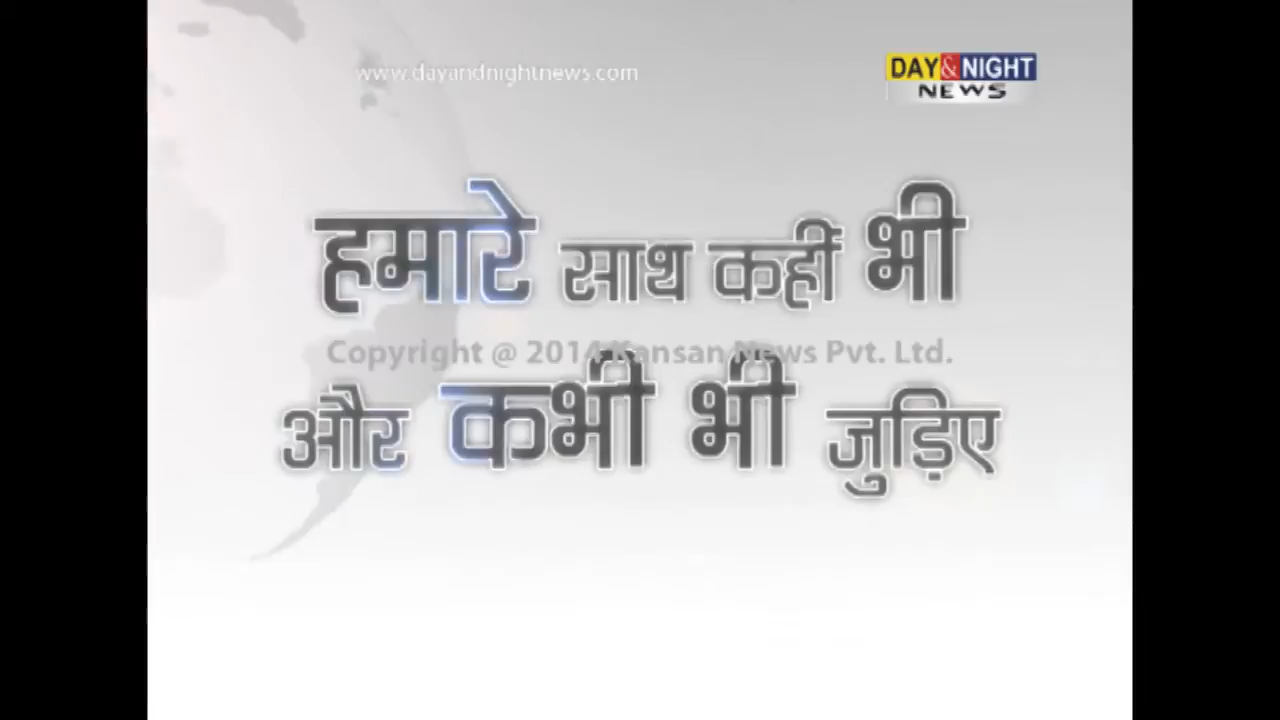 www.dayandnightnews.com
DAY & NIGHT
NEWS
हमारे साथ कहीं भी
Copyright @ 2014 Kansan News Pvt. Ltd.
और कभी भी जुड़िए